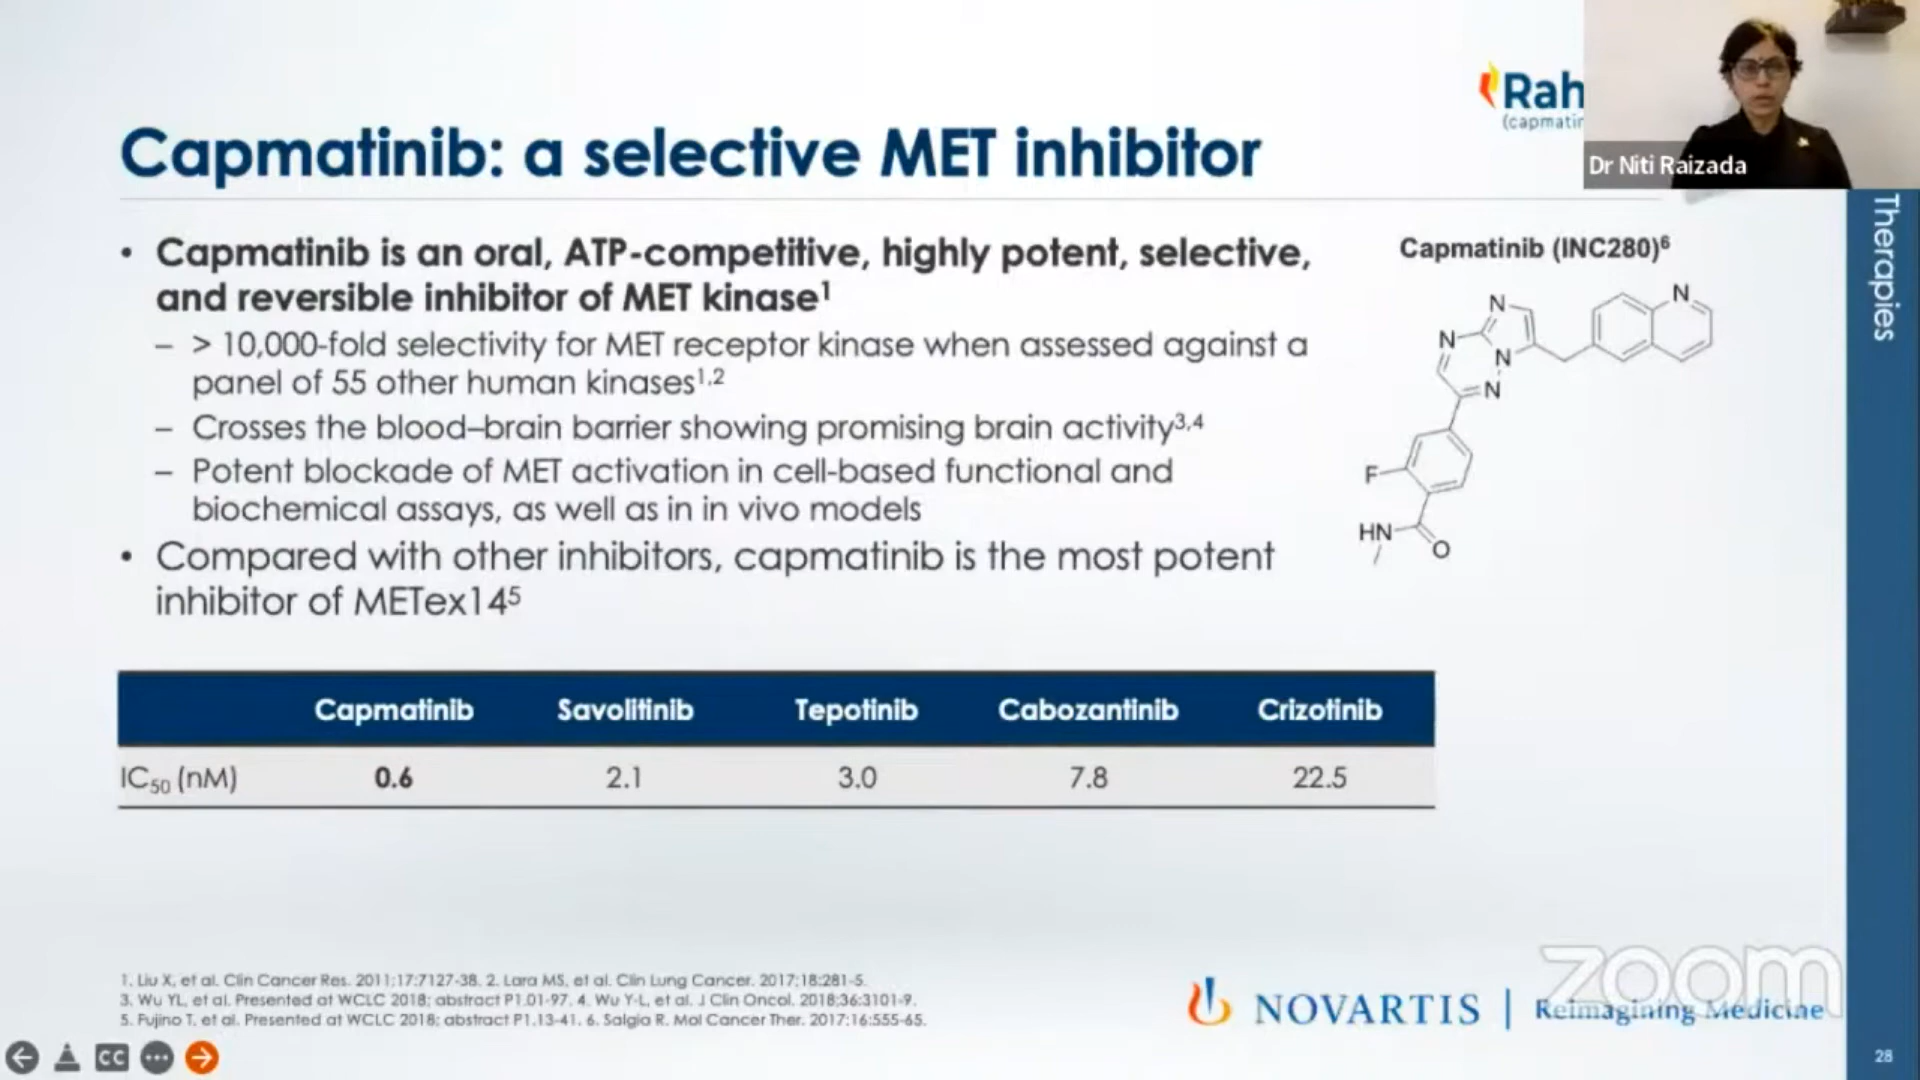 Rah
(capmatin
Dr Niti Raizada
Capmatinib: a selective MET inhibitor
Therapies
• Capmatinib is an oral, ATP-competitive, highly potent, selective,
and reversible inhibitor of MET kinase1
– > 10,000-fold selectivity for MET receptor kinase when assessed against a
panel of 55 other human kinases1,2
– Crosses the blood–brain barrier showing promising brain activity3,4
– Potent blockade of MET activation in cell-based functional and
biochemical assays, as well as in in vivo models
• Compared with other inhibitors, capmatinib is the most potent
inhibitor of METex145
Capmatinib (INC280)6
N
N
N
N
N
F
HN
O
Capmatinib Savolitinib Tepotinib Cabozantinib Crizotinib
IC50 (nM) 0.6 2.1 3.0 7.8 22.5
1. Liu X, et al. Clin Cancer Res. 2011;17:7127-38. 2. Lara MS, et al. Clin Lung Cancer. 2017;18:281-5.
3. Wu YL, et al. Presented at WCLC 2018; abstract P1.01-97. 4. Wu Y-L, et al. J Clin Oncol. 2018;36:3101-9.
5. Fujino T, et al. Presented at WCLC 2018; abstract P1.13-41. 6. Salgia R. Mol Cancer Ther. 2017;16:555-65.
NOVARTIS | Reimagining Medicine
zoom
CC
28